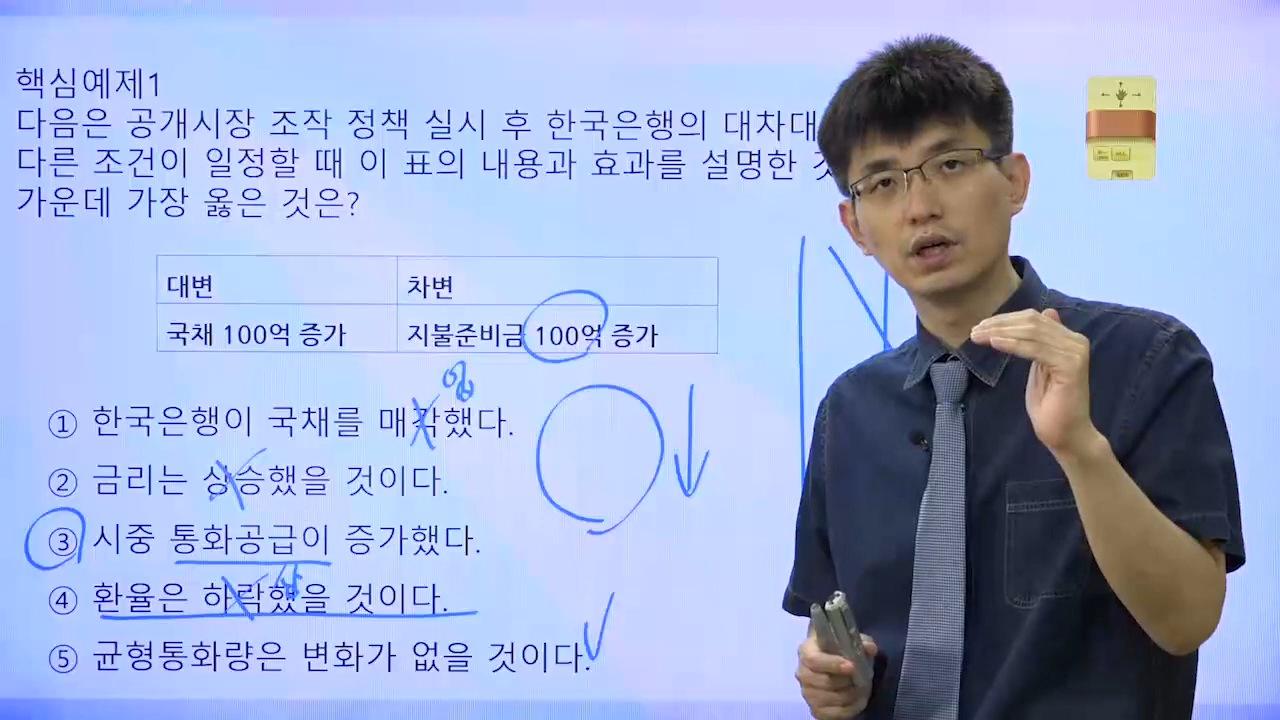 핵심예제1
다음은 공개시장 조작 정책 실시 후 한국은행의 대차대
다른 조건이 일정할 때 이 표의 내용과 효과를 설명한
가운데 가장 옳은 것은?
대변 차변
국채 100억 증가 지불준비금 100억 증가
입
① 한국은행이 국채를 매각했다.
② 금리는 상승했을 것이다.
③ 시중 통화공급이 증가했다.
④ 환율은 하락했을 것이다.
⑤ 균형통화량은 변화가 없을 것이다.